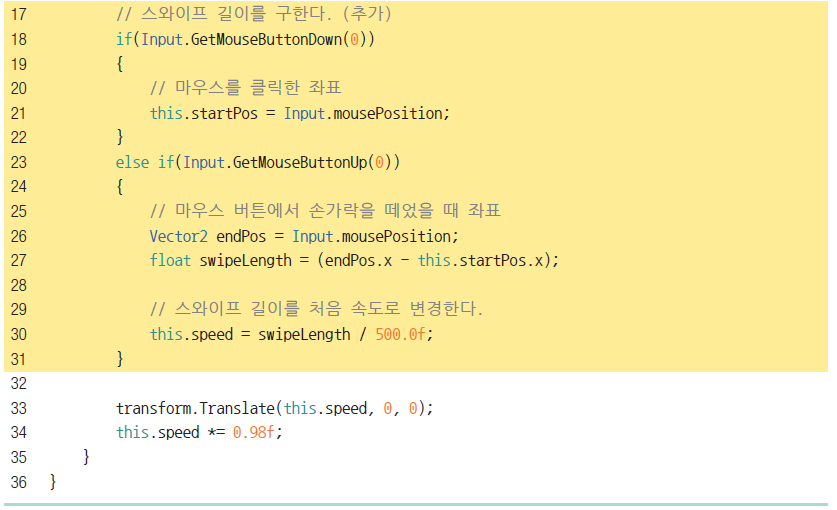 17 // 스와이프 길이를 구한다. (추가)
18 if(Input.GetMouseButtonDown(0))
19 {
20 // 마우스를 클릭한 좌표
21 this.startPos = Input.mousePosition;
22 }
23 else if(Input.GetMouseButtonUp(0))
24 {
25 // 마우스 버튼에서 손가락을 떼었을 때 좌표
26 Vector2 endPos = Input.mousePosition;
27 float swipeLength = (endPos.x - this.startPos.x);
28
29 // 스와이프 길이를 처음 속도로 변경한다.
30 this.speed = swipeLength / 500.0f;
31 }
32
33 transform.Translate(this.speed, 0, 0);
34 this.speed *= 0.98f;
35 }
36 }